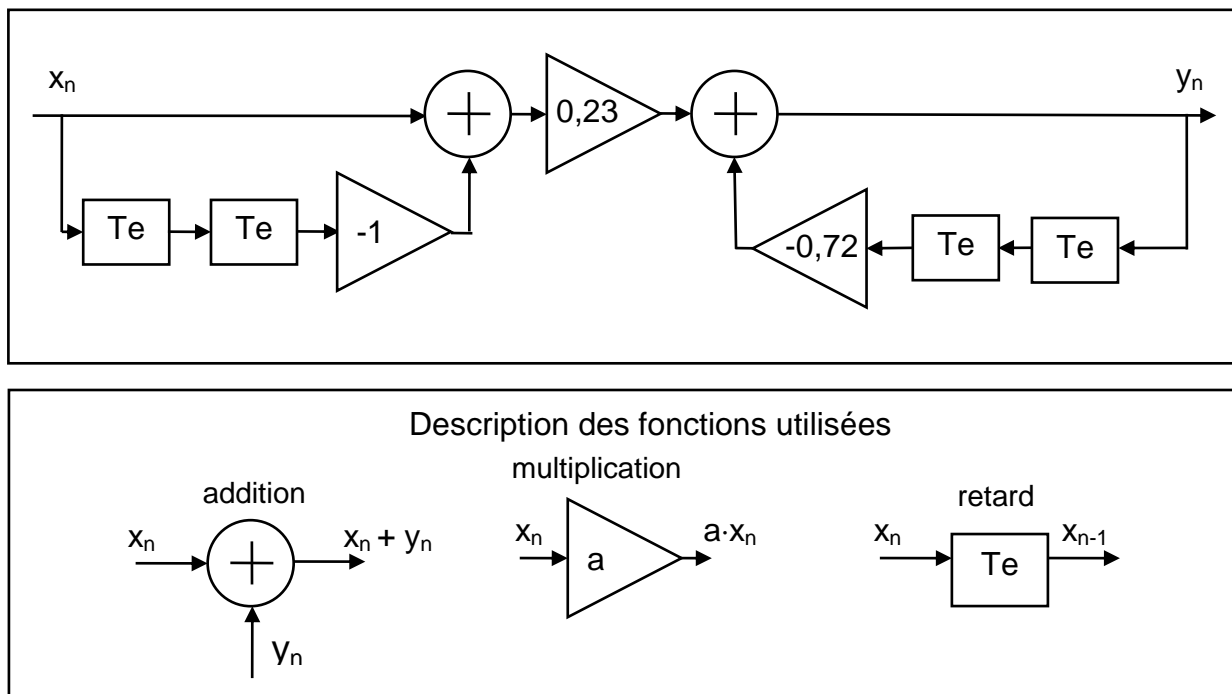 xₙ
yₙ
0,23
Te
Te
-1
-0,72
Te
Te
Description des fonctions utilisées
addition
multiplication
retard
xₙ
xₙ + yₙ
yₙ
xₙ
a
a·xₙ
xₙ
Te
xₙ₋₁